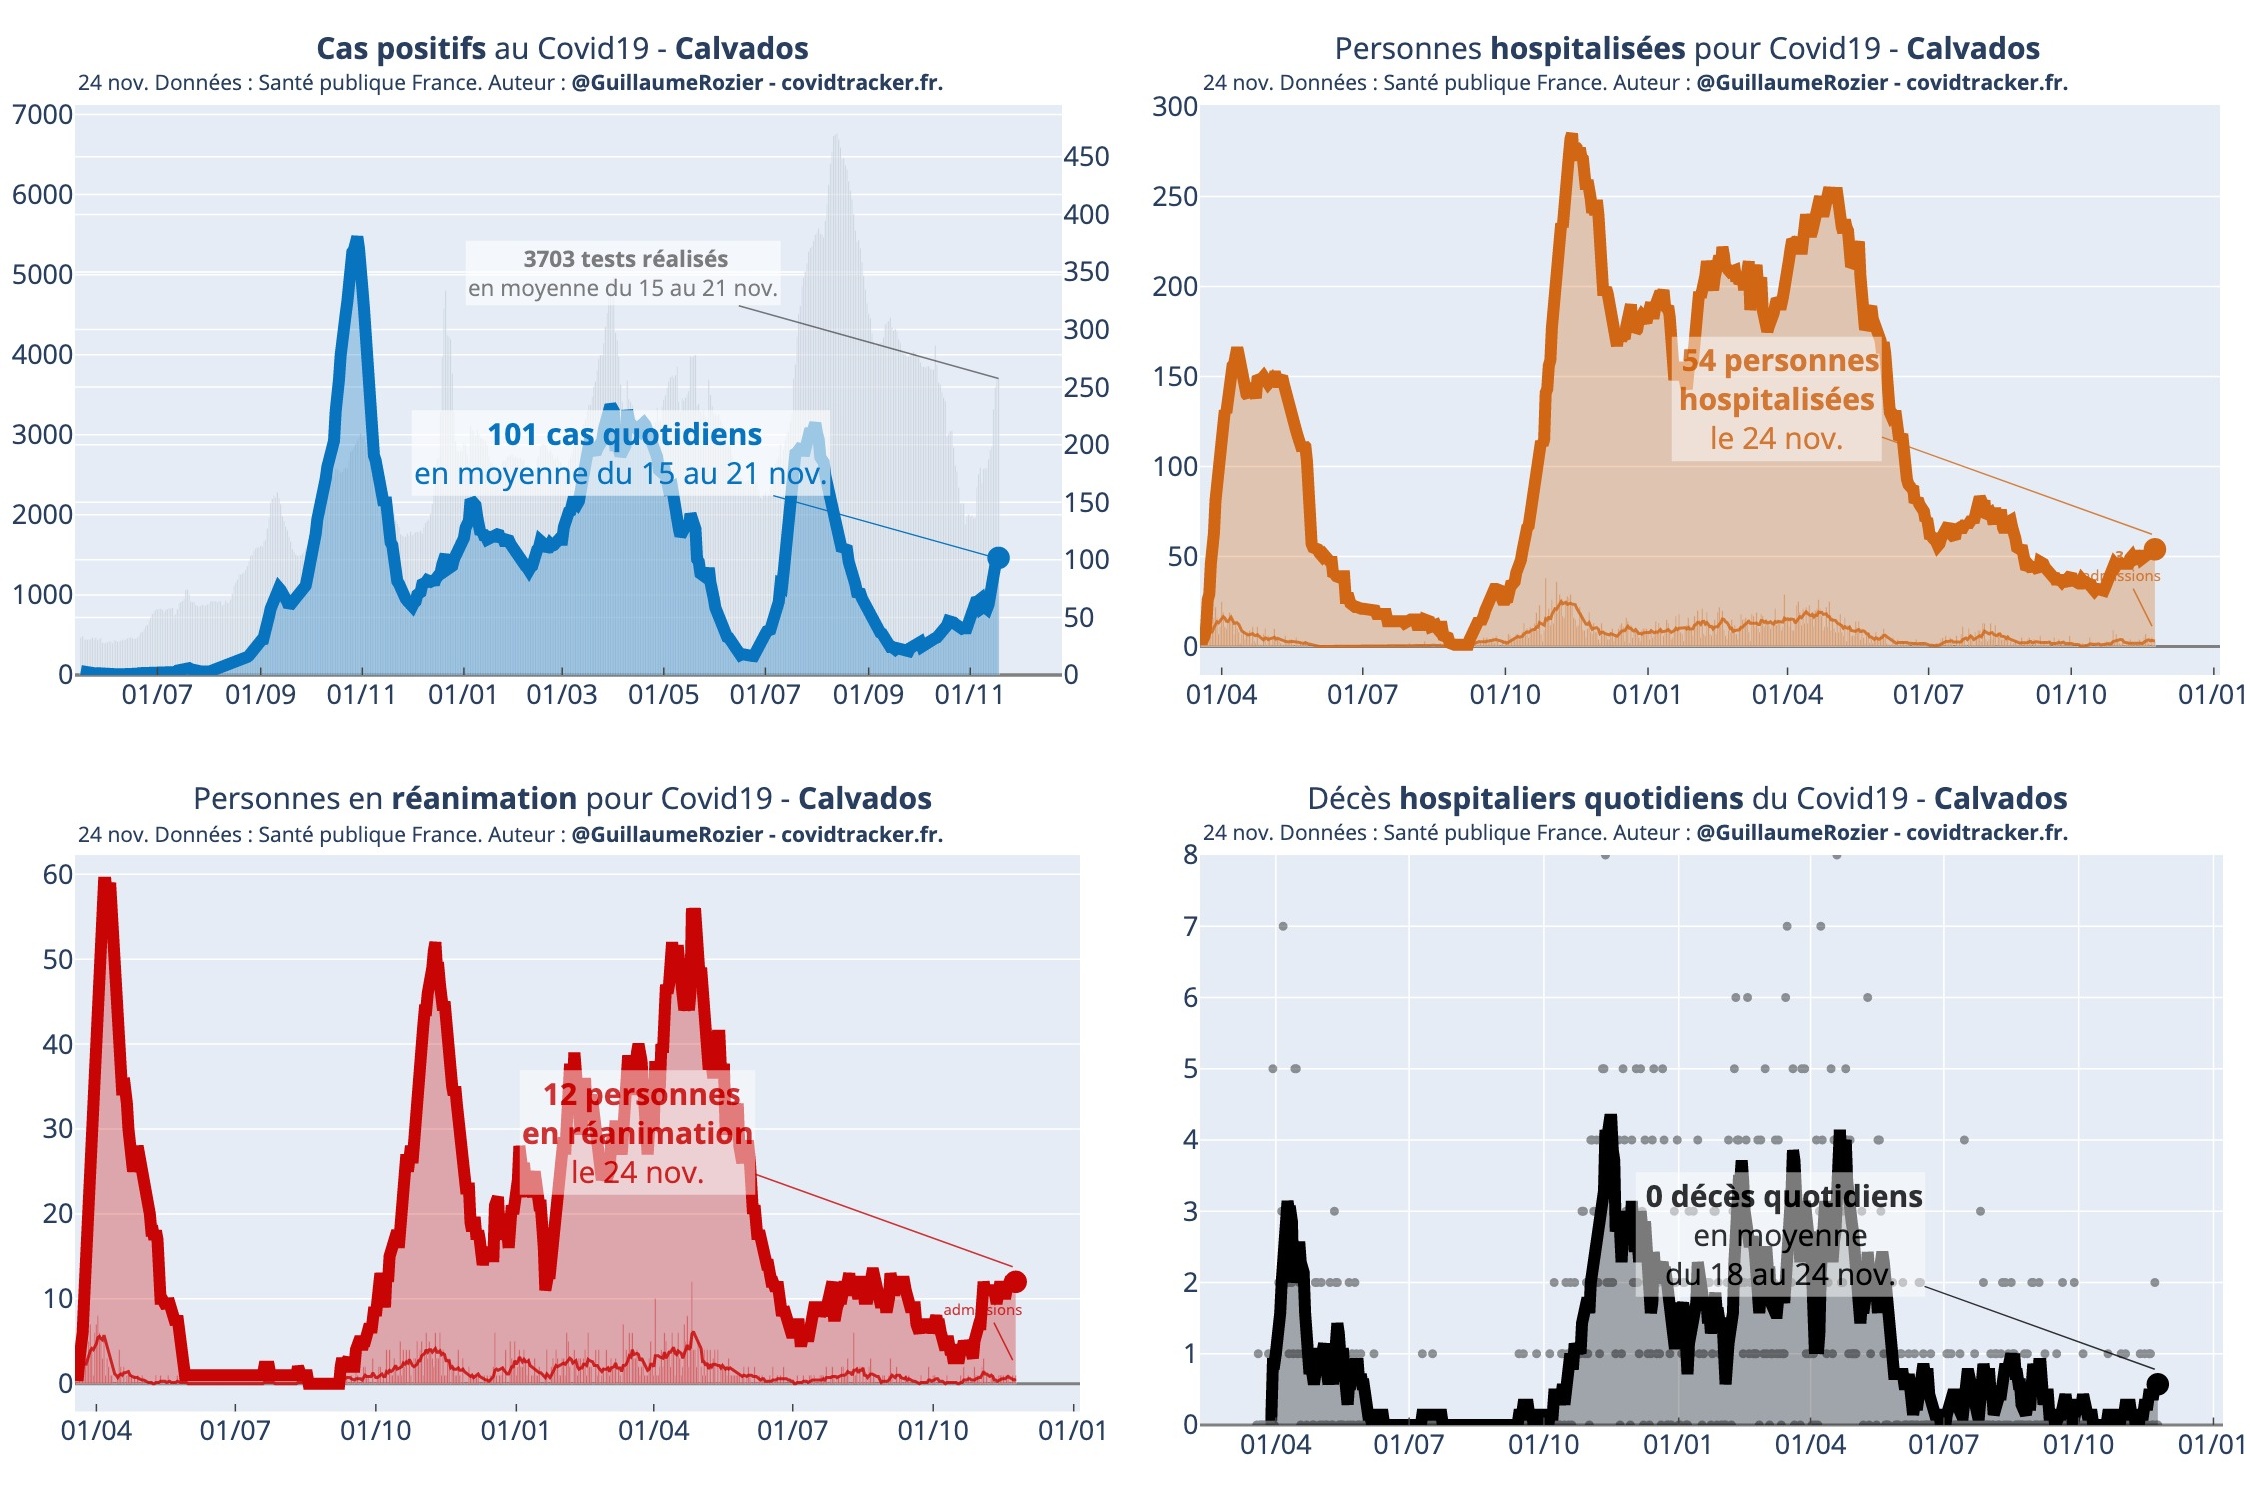 Cas positifs au Covid19 - Calvados
24 nov. Données : Santé publique France. Auteur : @GuillaumeRozier - covidtracker.fr.
7000
6000
5000
4000
3000
2000
1000
0
450
400
350
300
250
200
150
100
50
0
3703 tests réalisés
en moyenne du 15 au 21 nov.
101 cas quotidiens
en moyenne du 15 au 21 nov.
01/07 01/09 01/11 01/01 01/03 01/05 01/07 01/09 01/11
Personnes hospitalisées pour Covid19 - Calvados
24 nov. Données : Santé publique France. Auteur : @GuillaumeRozier - covidtracker.fr.
300
250
200
150
100
50
0
54 personnes
hospitalisées
le 24 nov.
admissions
01/04 01/07 01/10 01/01 01/04 01/07 01/10 01/01
Personnes en réanimation pour Covid19 - Calvados
24 nov. Données : Santé publique France. Auteur : @GuillaumeRozier - covidtracker.fr.
60
50
40
30
20
10
0
12 personnes
en réanimation
le 24 nov.
admissions
01/04 01/07 01/10 01/01 01/04 01/07 01/10 01/01
Décès hospitaliers quotidiens du Covid19 - Calvados
24 nov. Données : Santé publique France. Auteur : @GuillaumeRozier - covidtracker.fr.
8
7
6
5
4
3
2
1
0
0 décès quotidiens
en moyenne
du 18 au 24 nov.
01/04 01/07 01/10 01/01 01/04 01/07 01/10 01/01